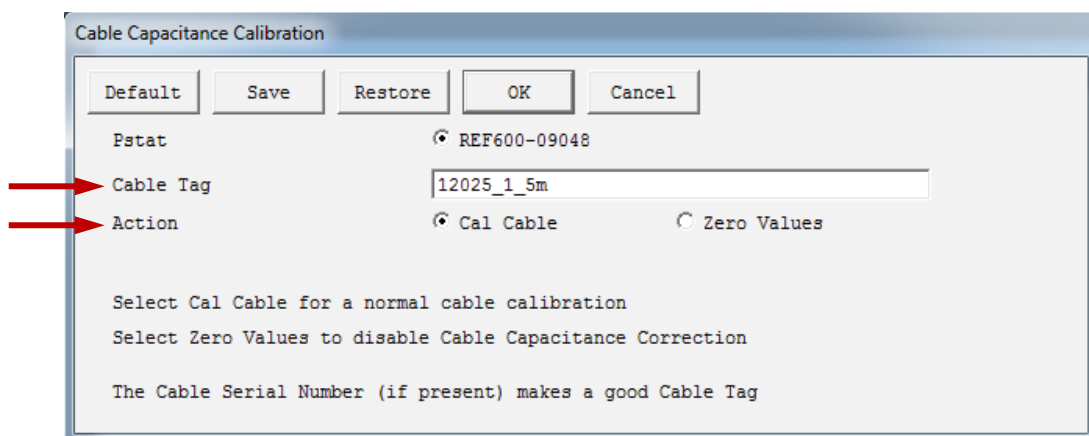 Cable Capacitance Calibration
Default Save Restore OK Cancel
Pstat REF600-09048
Cable Tag 12025_1_5m
Action Cal Cable Zero Values
Select Cal Cable for a normal cable calibration
Select Zero Values to disable Cable Capacitance Correction
The Cable Serial Number (if present) makes a good Cable Tag